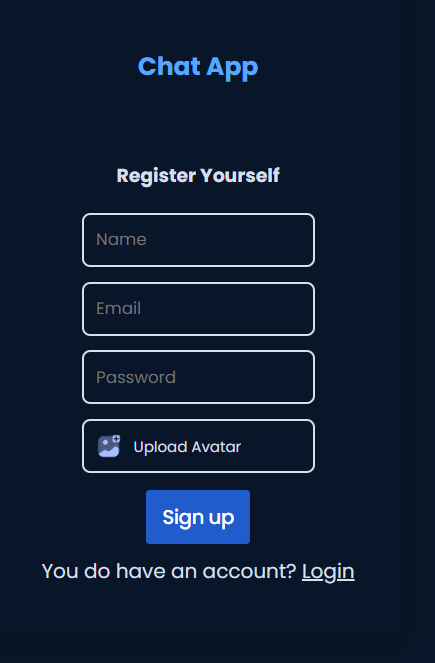 Chat App
Register Yourself
Name
Email
Password
Upload Avatar
Sign up
You do have an account? Login